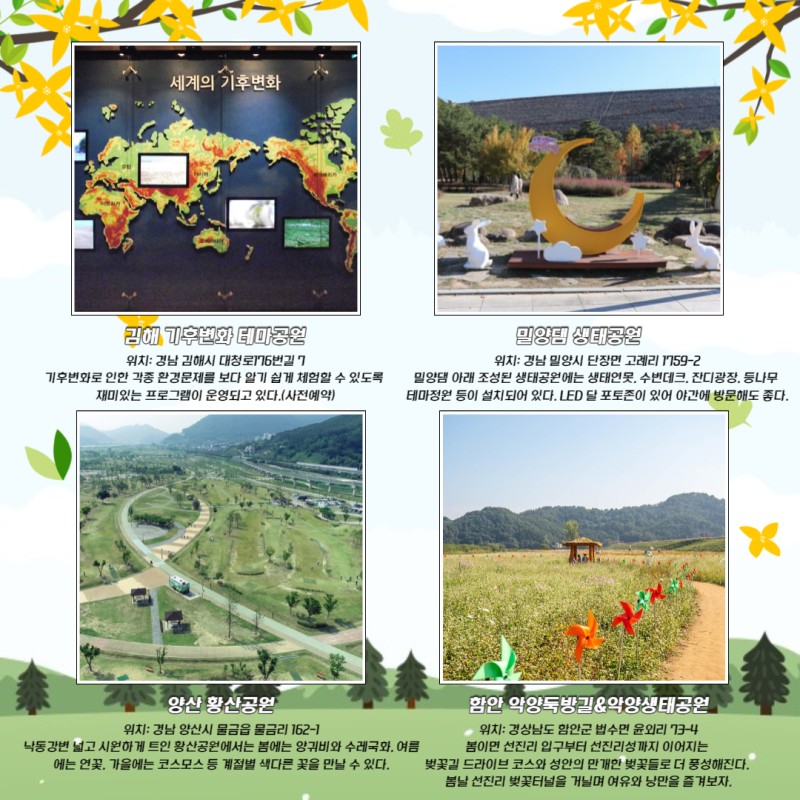 세계의 기후변화
김해 기후변화 테마공원
위치: 경남 김해시 대청로176번길 7
기후변화로 인한 각종 환경문제를 보다 알기 쉽게 체험할 수 있도록
재미있는 프로그램이 운영되고 있다.(사전예약)
밀양댐 생태공원
위치: 경남 밀양시 단장면 고례리 1759-2
밀양댐 아래 조성된 생태공원에는 생태연못, 수변데크, 잔디광장, 등나무
테마정원 등이 설치되어 있다. LED 달 포토존이 있어 야간에 방문해도 좋다.
양산 황산공원
위치: 경남 양산시 물금읍 물금리 162-1
낙동강변 넓고 시원하게 트인 황산공원에서는 봄에는 양귀비와 수레국화, 여름
에는 연꽃, 가을에는 코스모스 등 계절별 색다른 꽃을 만날 수 있다.
함안 악양둑방길&악양생태공원
위치: 경상남도 함안군 법수면 윤외리 73-4
봄이면 선진리 입구부터 선진리성까지 이어지는
벚꽃길 드라이브 코스와 성안의 만개한 벚꽃들로 더 풍성해진다.
봄날 선진리 벚꽃터널을 거닐며 여유와 낭만을 즐겨보자.